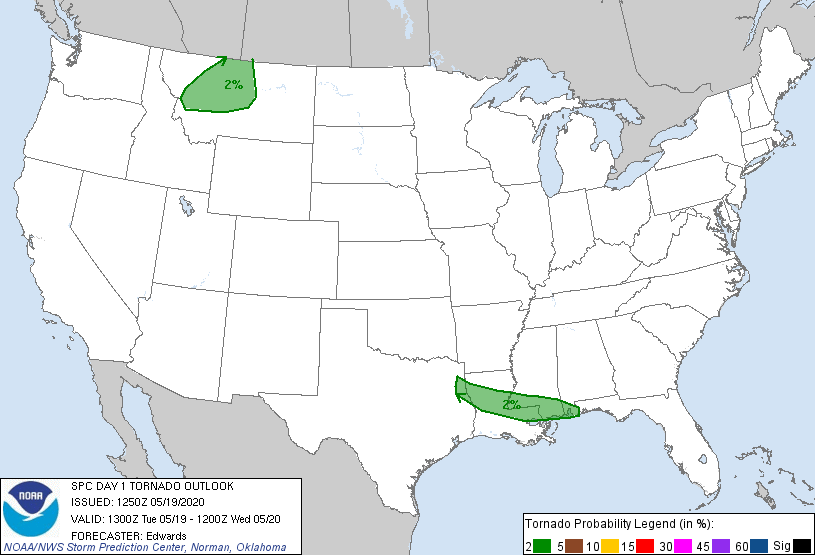 2%
2%
NOAA
SPC DAY 1 TORNADO OUTLOOK
ISSUED: 1250Z 05/19/2020
VALID: 1300Z Tue 05/19 - 1200Z Wed 05/20
FORECASTER: Edwards
NOAA/NWS Storm Prediction Center, Norman, Oklahoma
Tornado Probability Legend (in %):
2 5 10 15 30 45 60 Sig